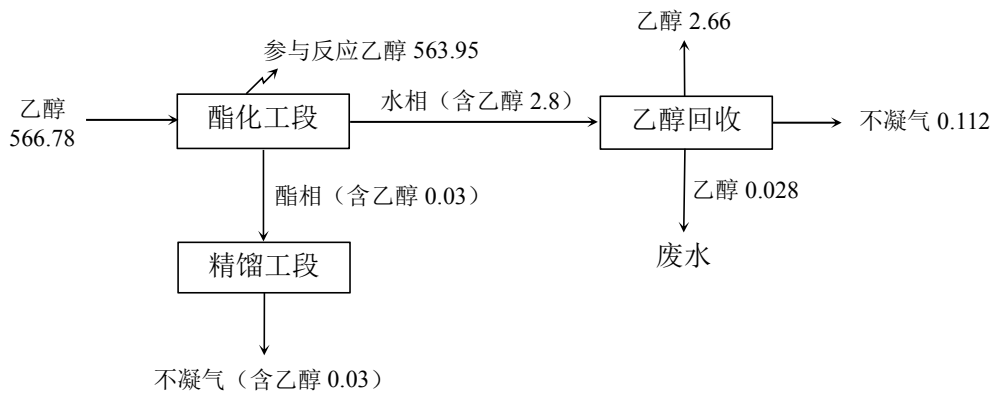 乙醇 2.66
参与反应乙醇 563.95
乙醇
566.78
酯化工段
水相（含乙醇 2.8）
乙醇回收
不凝气 0.112
酯相（含乙醇 0.03）
乙醇 0.028
精馏工段
废水
不凝气（含乙醇 0.03）